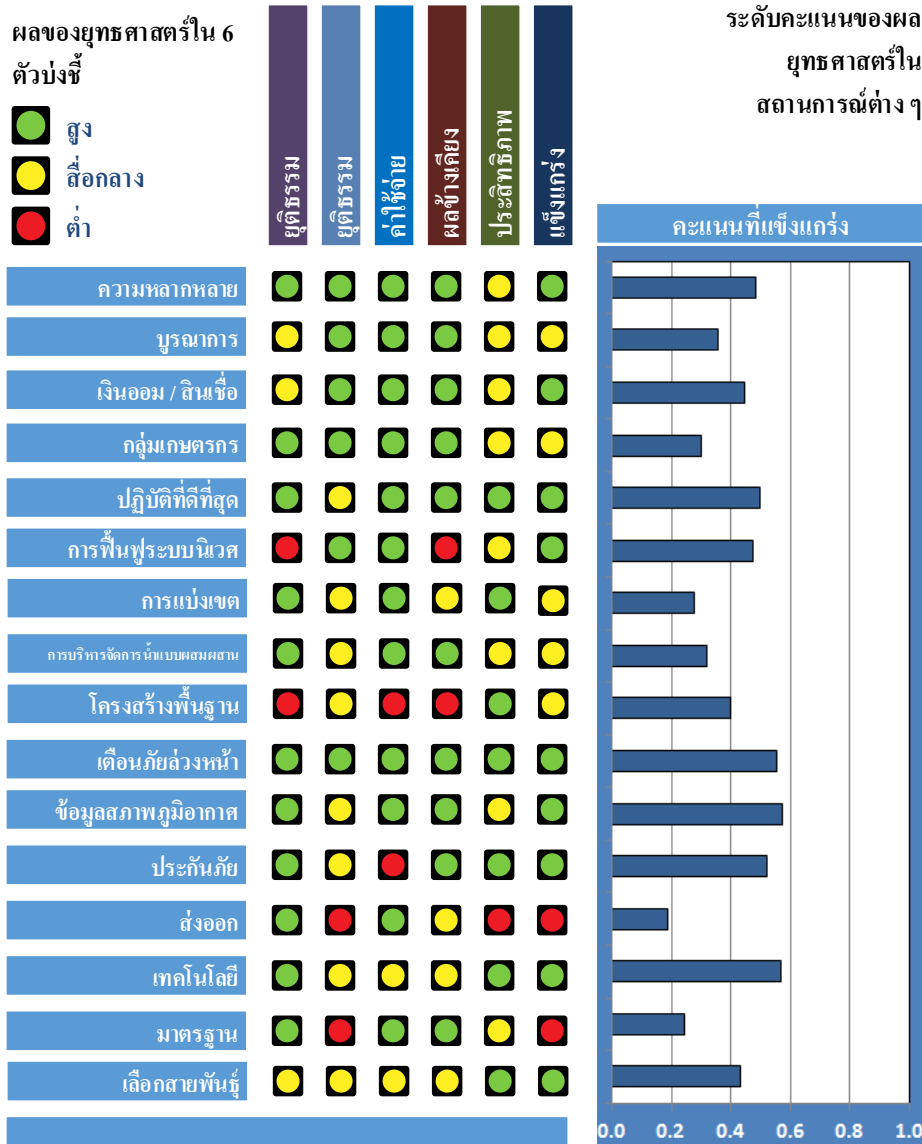 ผลของยุทธศาสตร์ใน 6
ตัวบ่งชี้
สูง
สื่อกลาง
ต่ำ
ยุติธรรม
ยุติธรรม
ค่าใช้จ่าย
ผลข้างเคียง
ประสิทธิภาพ
แข็งแกร่ง
ระดับคะแนนของผล
ยุทธศาสตร์ใน
สถานการณ์ต่าง ๆ
คะแนนที่แข็งแกร่ง
ความหลากหลาย
บูรณาการ
เงินออม / สินเชื่อ
กลุ่มเกษตรกร
ปฏิบัติที่ดีที่สุด
การฟื้นฟูระบบนิเวศ
การแบ่งเขต
การบริหารจัดการน้ำแบบผสมผสาน
โครงสร้างพื้นฐาน
เตือนภัยล่วงหน้า
ข้อมูลสภาพภูมิอากาศ
ประกันภัย
ส่งออก
เทคโนโลยี
มาตรฐาน
เลือกสายพันธุ์
0.0 0.2 0.4 0.6 0.8 1.0